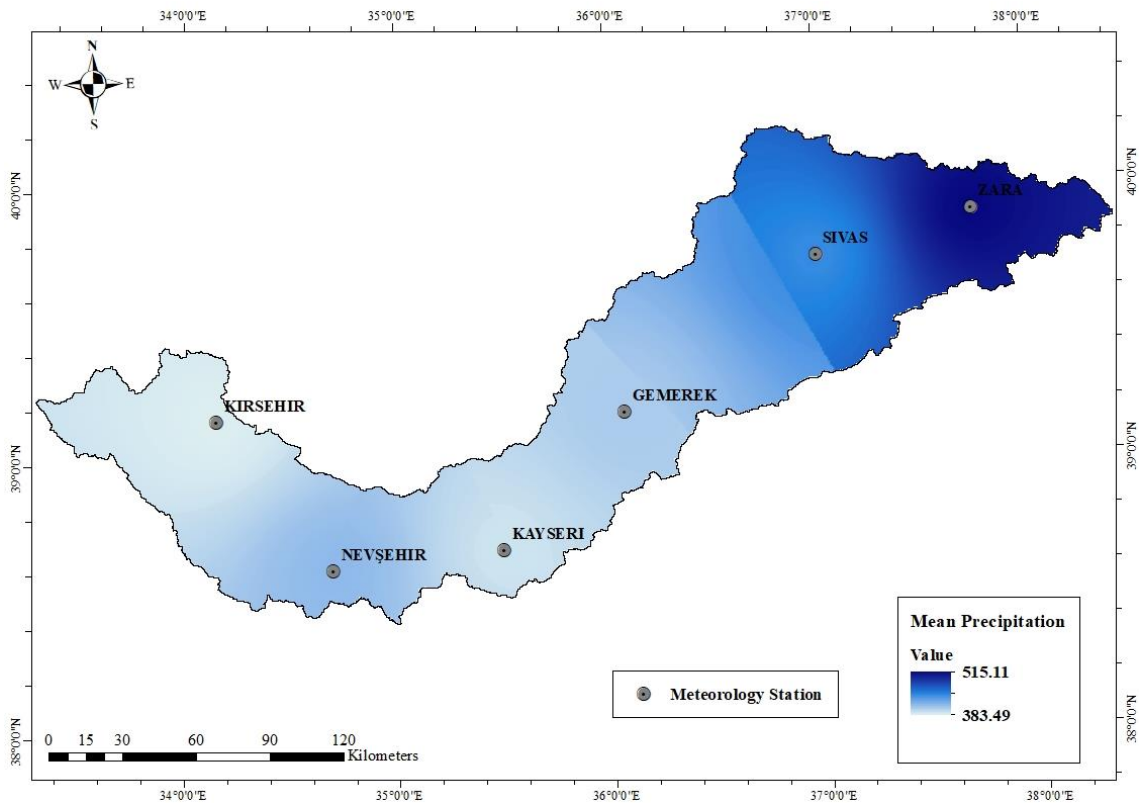 34°0'0"E 35°0'0"E 36°0'0"E 37°0'0"E 38°0'0"E
N
W E
S
40°0'0"N
40°0'0"N
ZARA
SIVAS
GEMEREK
KIRSEHIR
39°0'0"N
39°0'0"N
KAYSERI
NEVŞEHIR
Mean Precipitation
Value
515.11
383.49
Meteorology Station
38°0'0"N
38°0'0"N
0 15 30 60 90 120
Kilometers
34°0'0"E 35°0'0"E 36°0'0"E 37°0'0"E 38°0'0"E